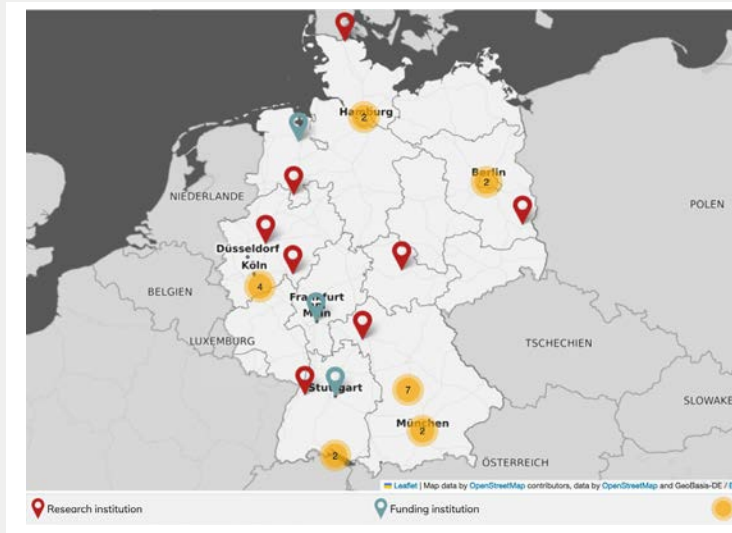 Hamburg
2
Berlin
2
NIEDERLANDE
POLEN
Düsseldorf
Köln
4
BELGIEN
Frankfurt
Main
LUXEMBURG
TSCHECHIEN
Stuttgart
7
SLOWAKE
München
2
2
ÖSTERREICH
Leaflet | Map data by OpenStreetMap contributors, data by OpenStreetMap and GeoBasis-DE /
Research institution
Funding institution